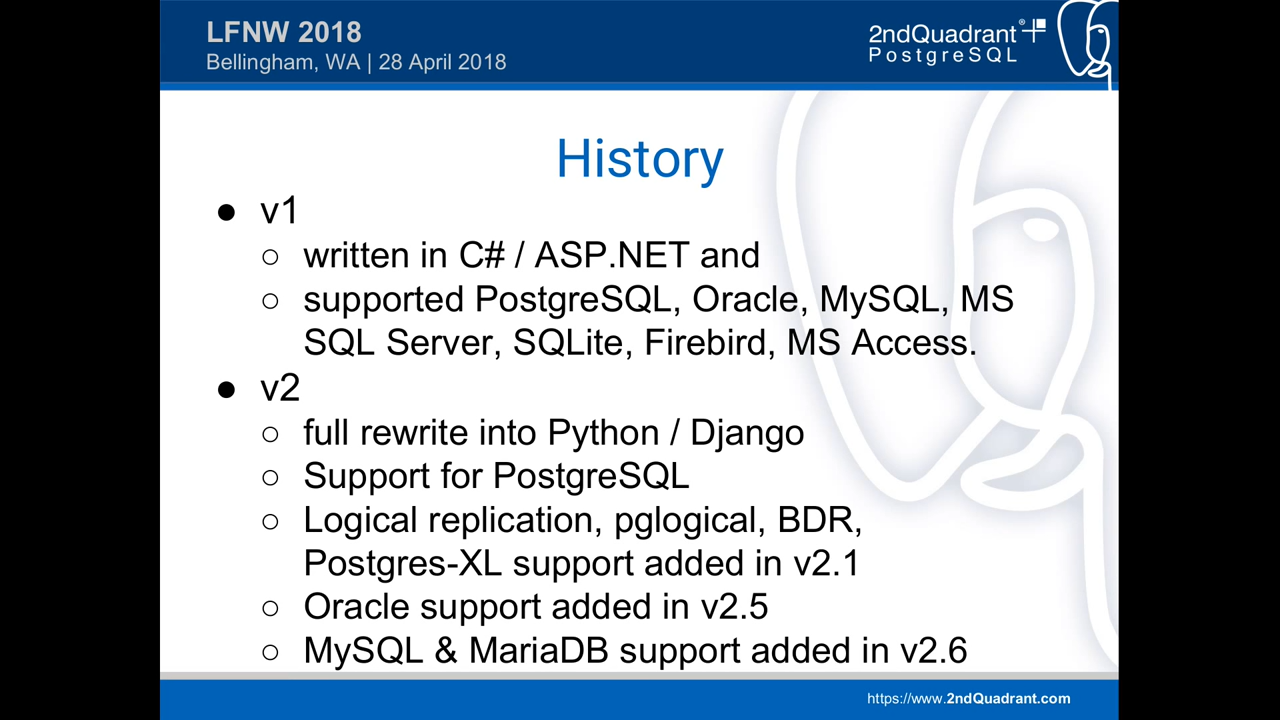 LFNW 2018
Bellingham, WA | 28 April 2018
2ndQuadrant®
PostgreSQL
History
● v1
○ written in C# / ASP.NET and
○ supported PostgreSQL, Oracle, MySQL, MS
SQL Server, SQLite, Firebird, MS Access.
● v2
○ full rewrite into Python / Django
○ Support for PostgreSQL
○ Logical replication, pglogical, BDR,
Postgres-XL support added in v2.1
○ Oracle support added in v2.5
○ MySQL & MariaDB support added in v2.6
https://www.2ndQuadrant.com